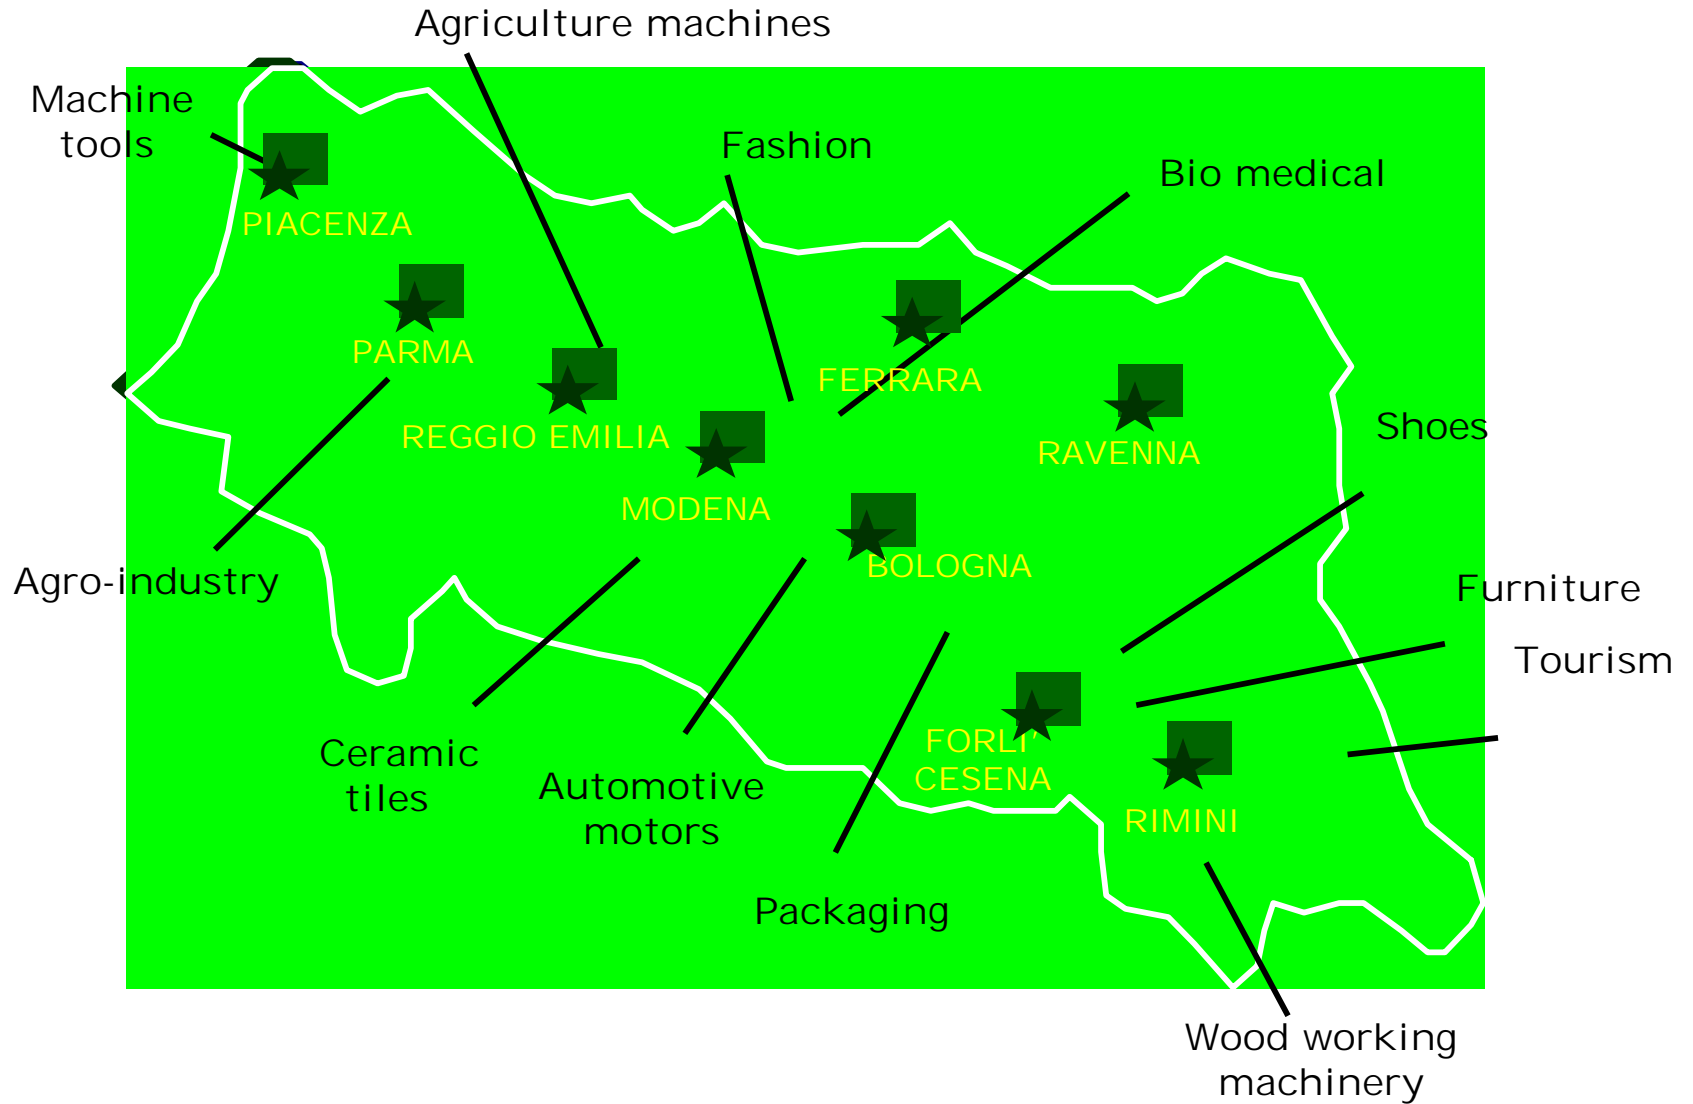 Agriculture machines
Machine
tools
Fashion
Bio medical
PIACENZA
PARMA
FERRARA
REGGIO EMILIA
RAVENNA
Shoes
MODENA
BOLOGNA
Agro-industry
Furniture
Tourism
FORLI'
CESENA
Ceramic
tiles
Automotive
motors
RIMINI
Packaging
Wood working
machinery